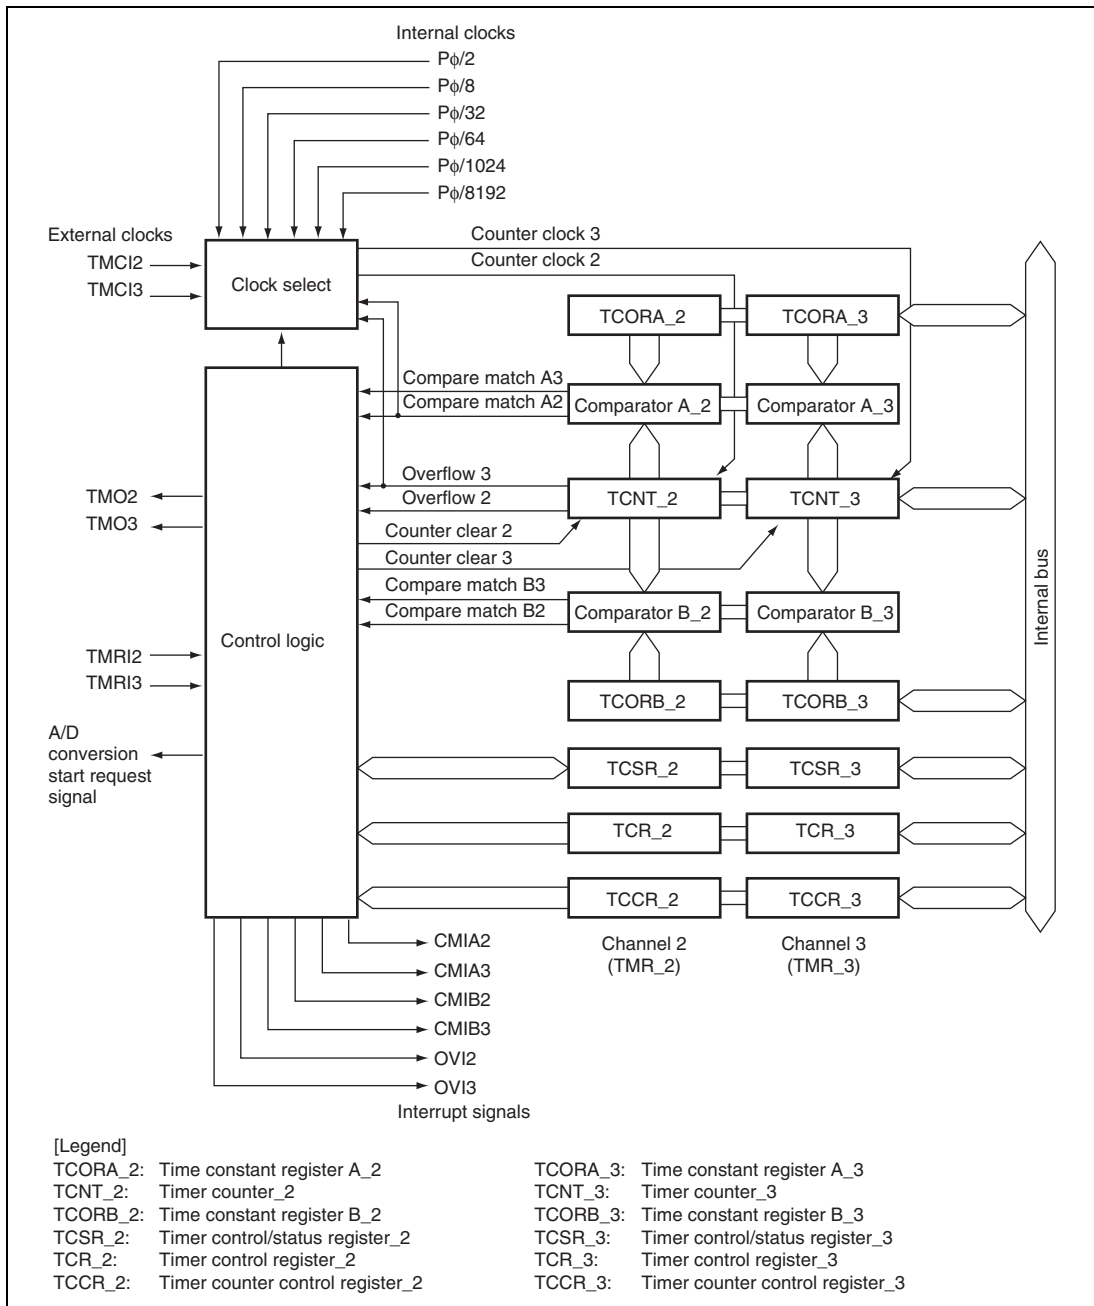 Internal clocks
Pϕ/2
Pϕ/8
Pϕ/32
Pϕ/64
Pϕ/1024
Pϕ/8192
External clocks
TMCI2
TMCI3
Clock select
Counter clock 3
Counter clock 2
TCORA_2
TCORA_3
Compare match A3
Compare match A2
Comparator A_2
Comparator A_3
TMO2
TMO3
Overflow 3
Overflow 2
TCNT_2
TCNT_3
Counter clear 2
Counter clear 3
Compare match B3
Compare match B2
Comparator B_2
Comparator B_3
Control logic
Internal bus
TMRI2
TMRI3
TCORB_2
TCORB_3
A/D
conversion
start request
signal
TCSR_2
TCSR_3
TCR_2
TCR_3
TCCR_2
TCCR_3
Channel 2
(TMR_2)
Channel 3
(TMR_3)
CMIA2
CMIA3
CMIB2
CMIB3
OVI2
OVI3
Interrupt signals
[Legend]
TCORA_2: Time constant register A_2
TCNT_2: Timer counter_2
TCORB_2: Time constant register B_2
TCSR_2: Timer control/status register_2
TCR_2: Timer control register_2
TCCR_2: Timer counter control register_2
TCORA_3: Time constant register A_3
TCNT_3: Timer counter_3
TCORB_3: Time constant register B_3
TCSR_3: Timer control/status register_3
TCR_3: Timer control register_3
TCCR_3: Timer counter control register_3